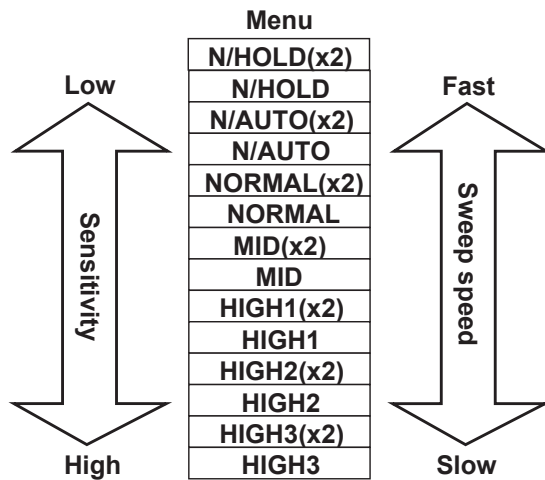 Menu
N/HOLD(x2)
Low
N/HOLD
Fast
N/AUTO(x2)
N/AUTO
NORMAL(x2)
NORMAL
MID(x2)
MID
HIGH1(x2)
HIGH1
HIGH2(x2)
HIGH2
HIGH3(x2)
HIGH3
Sensitivity
Sweep speed
High
Slow